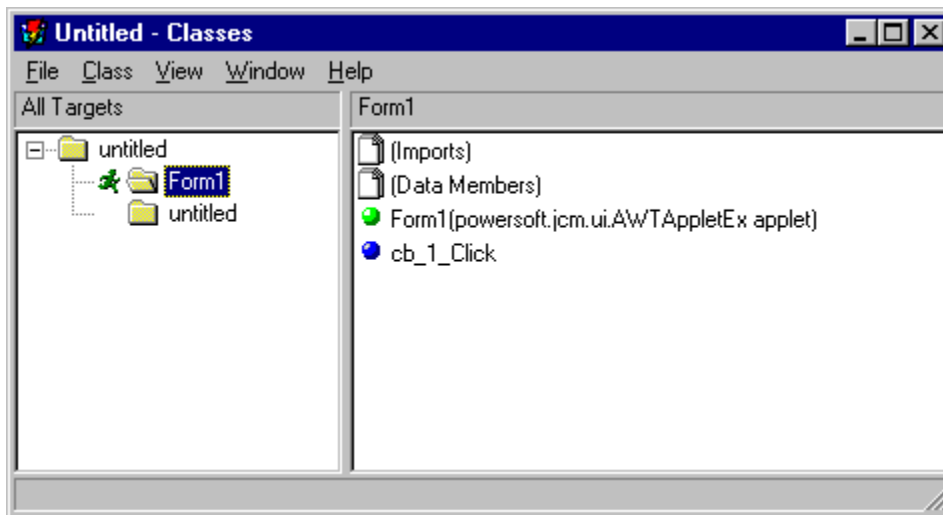 Untitled - Classes
File Class View Window Help
All Targets
Form1
untitled
Form1
untitled
(Imports)
(Data Members)
Form1(powersoft.jcm.ui.AWTAppletEx applet)
cb_1_Click